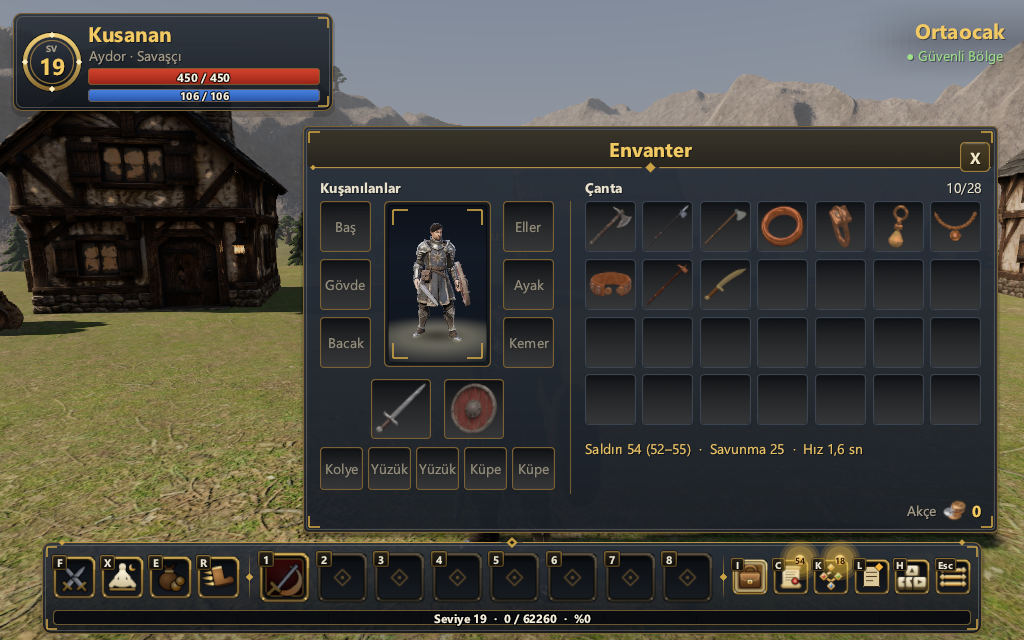 SV
19
Kusanan
Aydor · Savaşçı
450 / 450
106 / 106
Ortaocak
Güvenli Bölge
Envanter
X
Kuşanılanlar
Çanta
10/28
Baş
Eller
Gövde
Ayak
Bacak
Kemer
Kolye
Yüzük
Yüzük
Küpe
Küpe
Saldırı 54 (52–55) · Savunma 25 · Hız 1,6 sn
Akçe 0
F
X
E
R
1
2
3
4
5
6
7
8
I
C
54
K
18
L
H
Esc
Seviye 19 · 0 / 62260 · %0